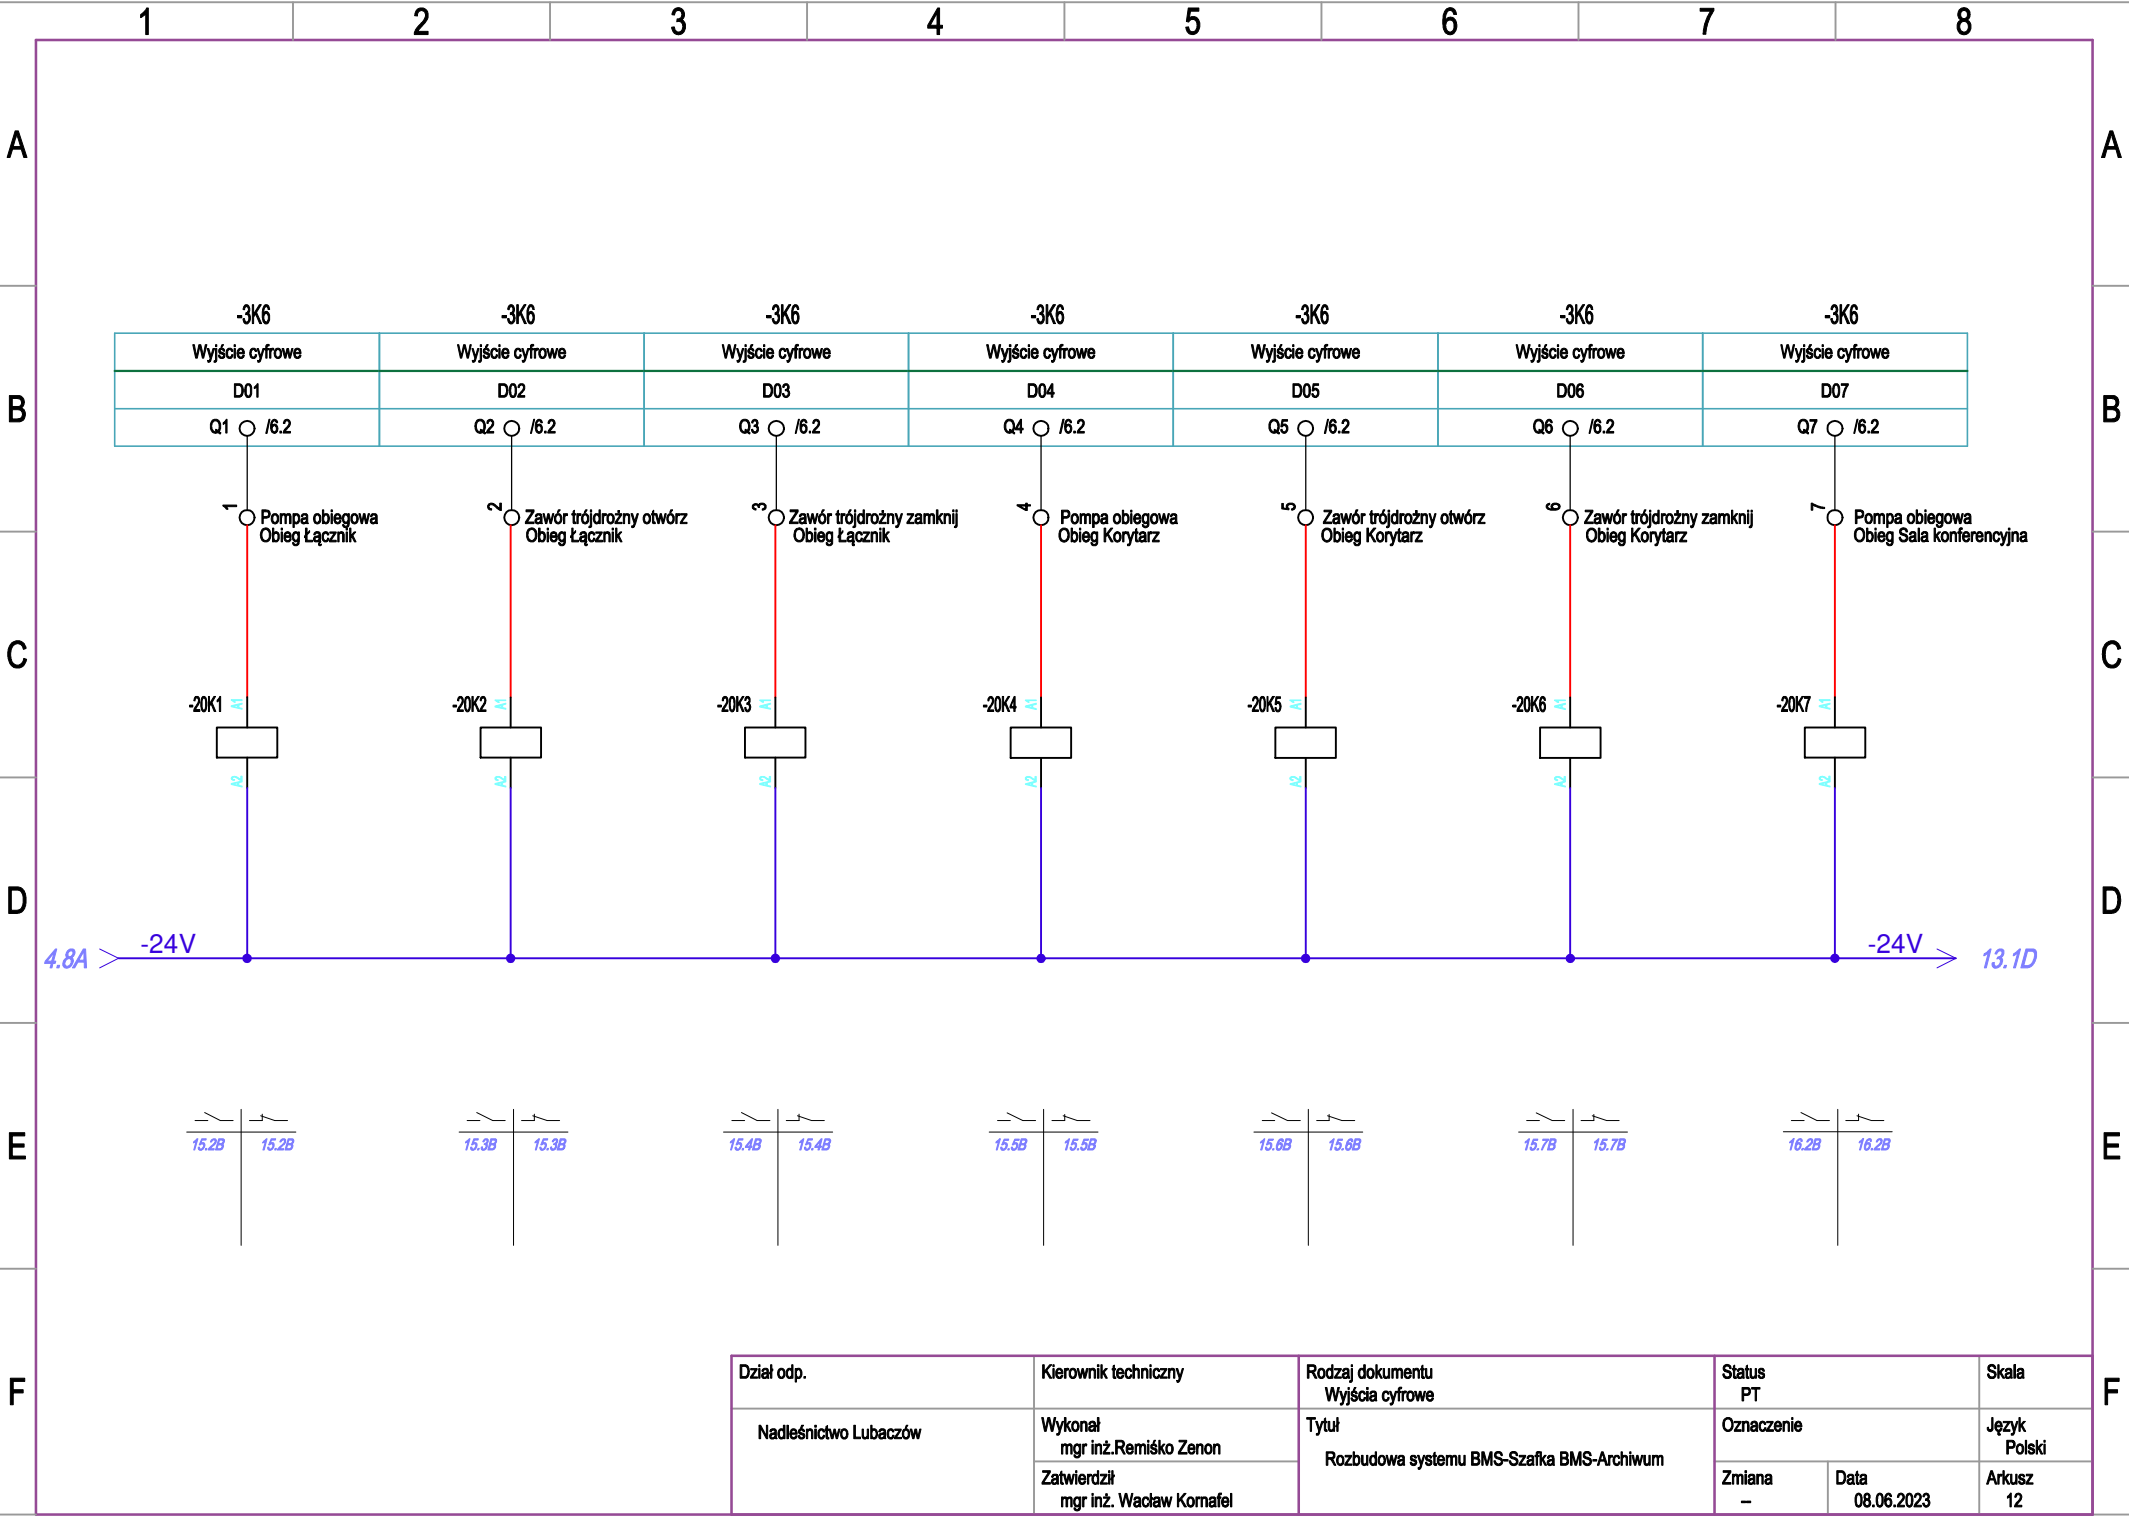 1 2 3 4 5 6 7 8
A A
-3K6 -3K6 -3K6 -3K6 -3K6 -3K6 -3K6
Wyjście cyfrowe Wyjście cyfrowe Wyjście cyfrowe Wyjście cyfrowe Wyjście cyfrowe Wyjście cyfrowe Wyjście cyfrowe
D01 D02 D03 D04 D05 D06 D07
B B
Q1 /6.2 Q2 /6.2 Q3 /6.2 Q4 /6.2 Q5 /6.2 Q6 /6.2 Q7 /6.2
1 Pompa obiegowa
Obieg Łącznik
2 Zawór trójdrożny otwórz
Obieg Łącznik
3 Zawór trójdrożny zamknij
Obieg Łącznik
4 Pompa obiegowa
Obieg Korytarz
5 Zawór trójdrożny otwórz
Obieg Korytarz
6 Zawór trójdrożny zamknij
Obieg Korytarz
7 Pompa obiegowa
Obieg Sala konferencyjna
C C
-20K1 A1 -20K2 A1 -20K3 A1 -20K4 A1 -20K5 A1 -20K6 A1 -20K7 A1
A2 A2 A2 A2 A2 A2 A2
D D
-24V -24V
4.8A 13.1D
E E
15.2B 15.2B 15.3B 15.3B 15.4B 15.4B 15.5B 15.5B 15.6B 15.6B 15.7B 15.7B 16.2B 16.2B
F F
Dział odp.
Nadleśnictwo Lubaczów
Kierownik techniczny
Wykonał
mgr inż.Remiśko Zenon
Zatwierdził
mgr inż. Wacław Kornafel
Rodzaj dokumentu
Wyjścia cyfrowe
Tytuł
Rozbudowa systemu BMS-Szafka BMS-Archiwum
Status
PT
Skala
Oznaczenie
Język
Polski
Zmiana
–
Data
08.06.2023
Arkusz
12